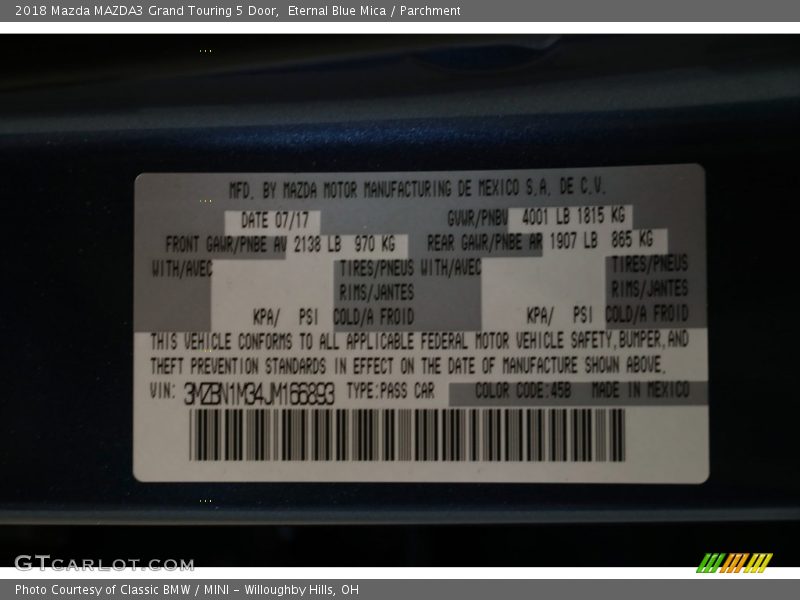 2018 Mazda MAZDA3 Grand Touring 5 Door, Eternal Blue Mica / Parchment
MFD. BY MAZDA MOTOR MANUFACTURING DE MEXICO S.A. DE C.V.
DATE 07/17 GVWR/PNBV 4001 LB 1815 KG
FRONT GAWR/PNBE AV 2138 LB 970 KG REAR GAWR/PNBE AR 1907 LB 865 KG
WITH/AVEC TIRES/PNEUS WITH/AVEC TIRES/PNEUS
RIMS/JANTES RIMS/JANTES
KPA/ PSI COLD/A FROID KPA/ PSI COLD/A FROID
THIS VEHICLE CONFORMS TO ALL APPLICABLE FEDERAL MOTOR VEHICLE SAFETY,BUMPER,AND
THEFT PREVENTION STANDARDS IN EFFECT ON THE DATE OF MANUFACTURE SHOWN ABOVE.
VIN: 3MZBN1M34JM166893 TYPE:PASS CAR COLOR CODE:45B MADE IN MEXICO
GTCARLOT.COM
Photo Courtesy of Classic BMW / MINI - Willoughby Hills, OH